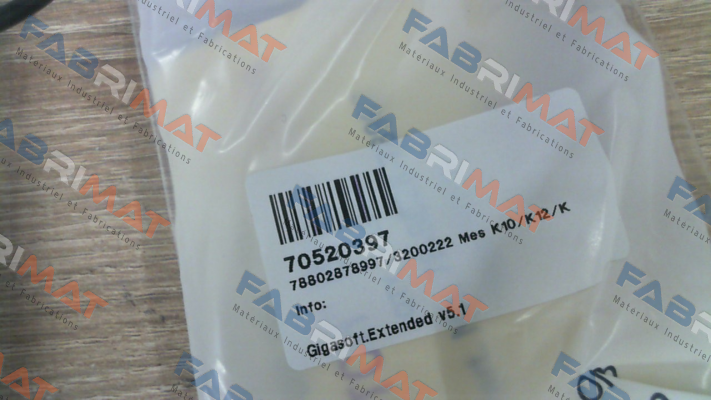 70520397
78802878997/3200222 Mes K10/K12/K
Info:
Gigasoft.Extended v5.1
FABRIMAT
Materiaux Industriel et Fabrications